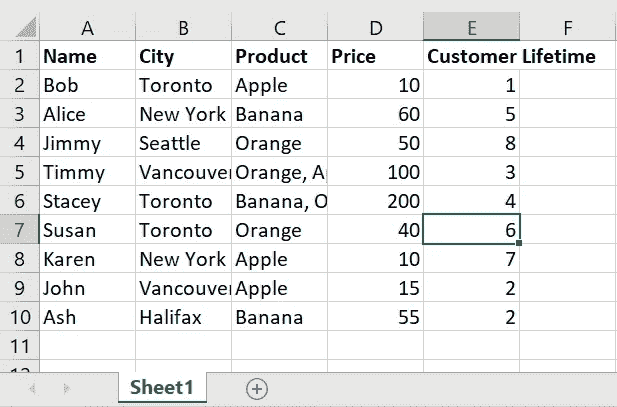 A B C D E F
1 Name City Product Price Customer Lifetime
2 Bob Toronto Apple 10 1
3 Alice New York Banana 60 5
4 Jimmy Seattle Orange 50 8
5 Timmy Vancouver Orange, A 100 3
6 Stacey Toronto Banana, O 200 4
7 Susan Toronto Orange 40 6
8 Karen New York Apple 10 7
9 John Vancouver Apple 15 2
10 Ash Halifax Banana 55 2
11
Sheet1